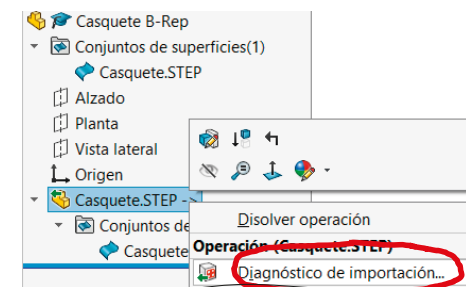 Casquete B-Rep
Conjuntos de superficies(1)
Casquete.STEP
Alzado
Planta
Vista lateral
Origen
Casquete.STEP ->
Conjuntos de
Casquete
Disolver operación
Operación (Casquete.STEP)
Diagnóstico de importación...